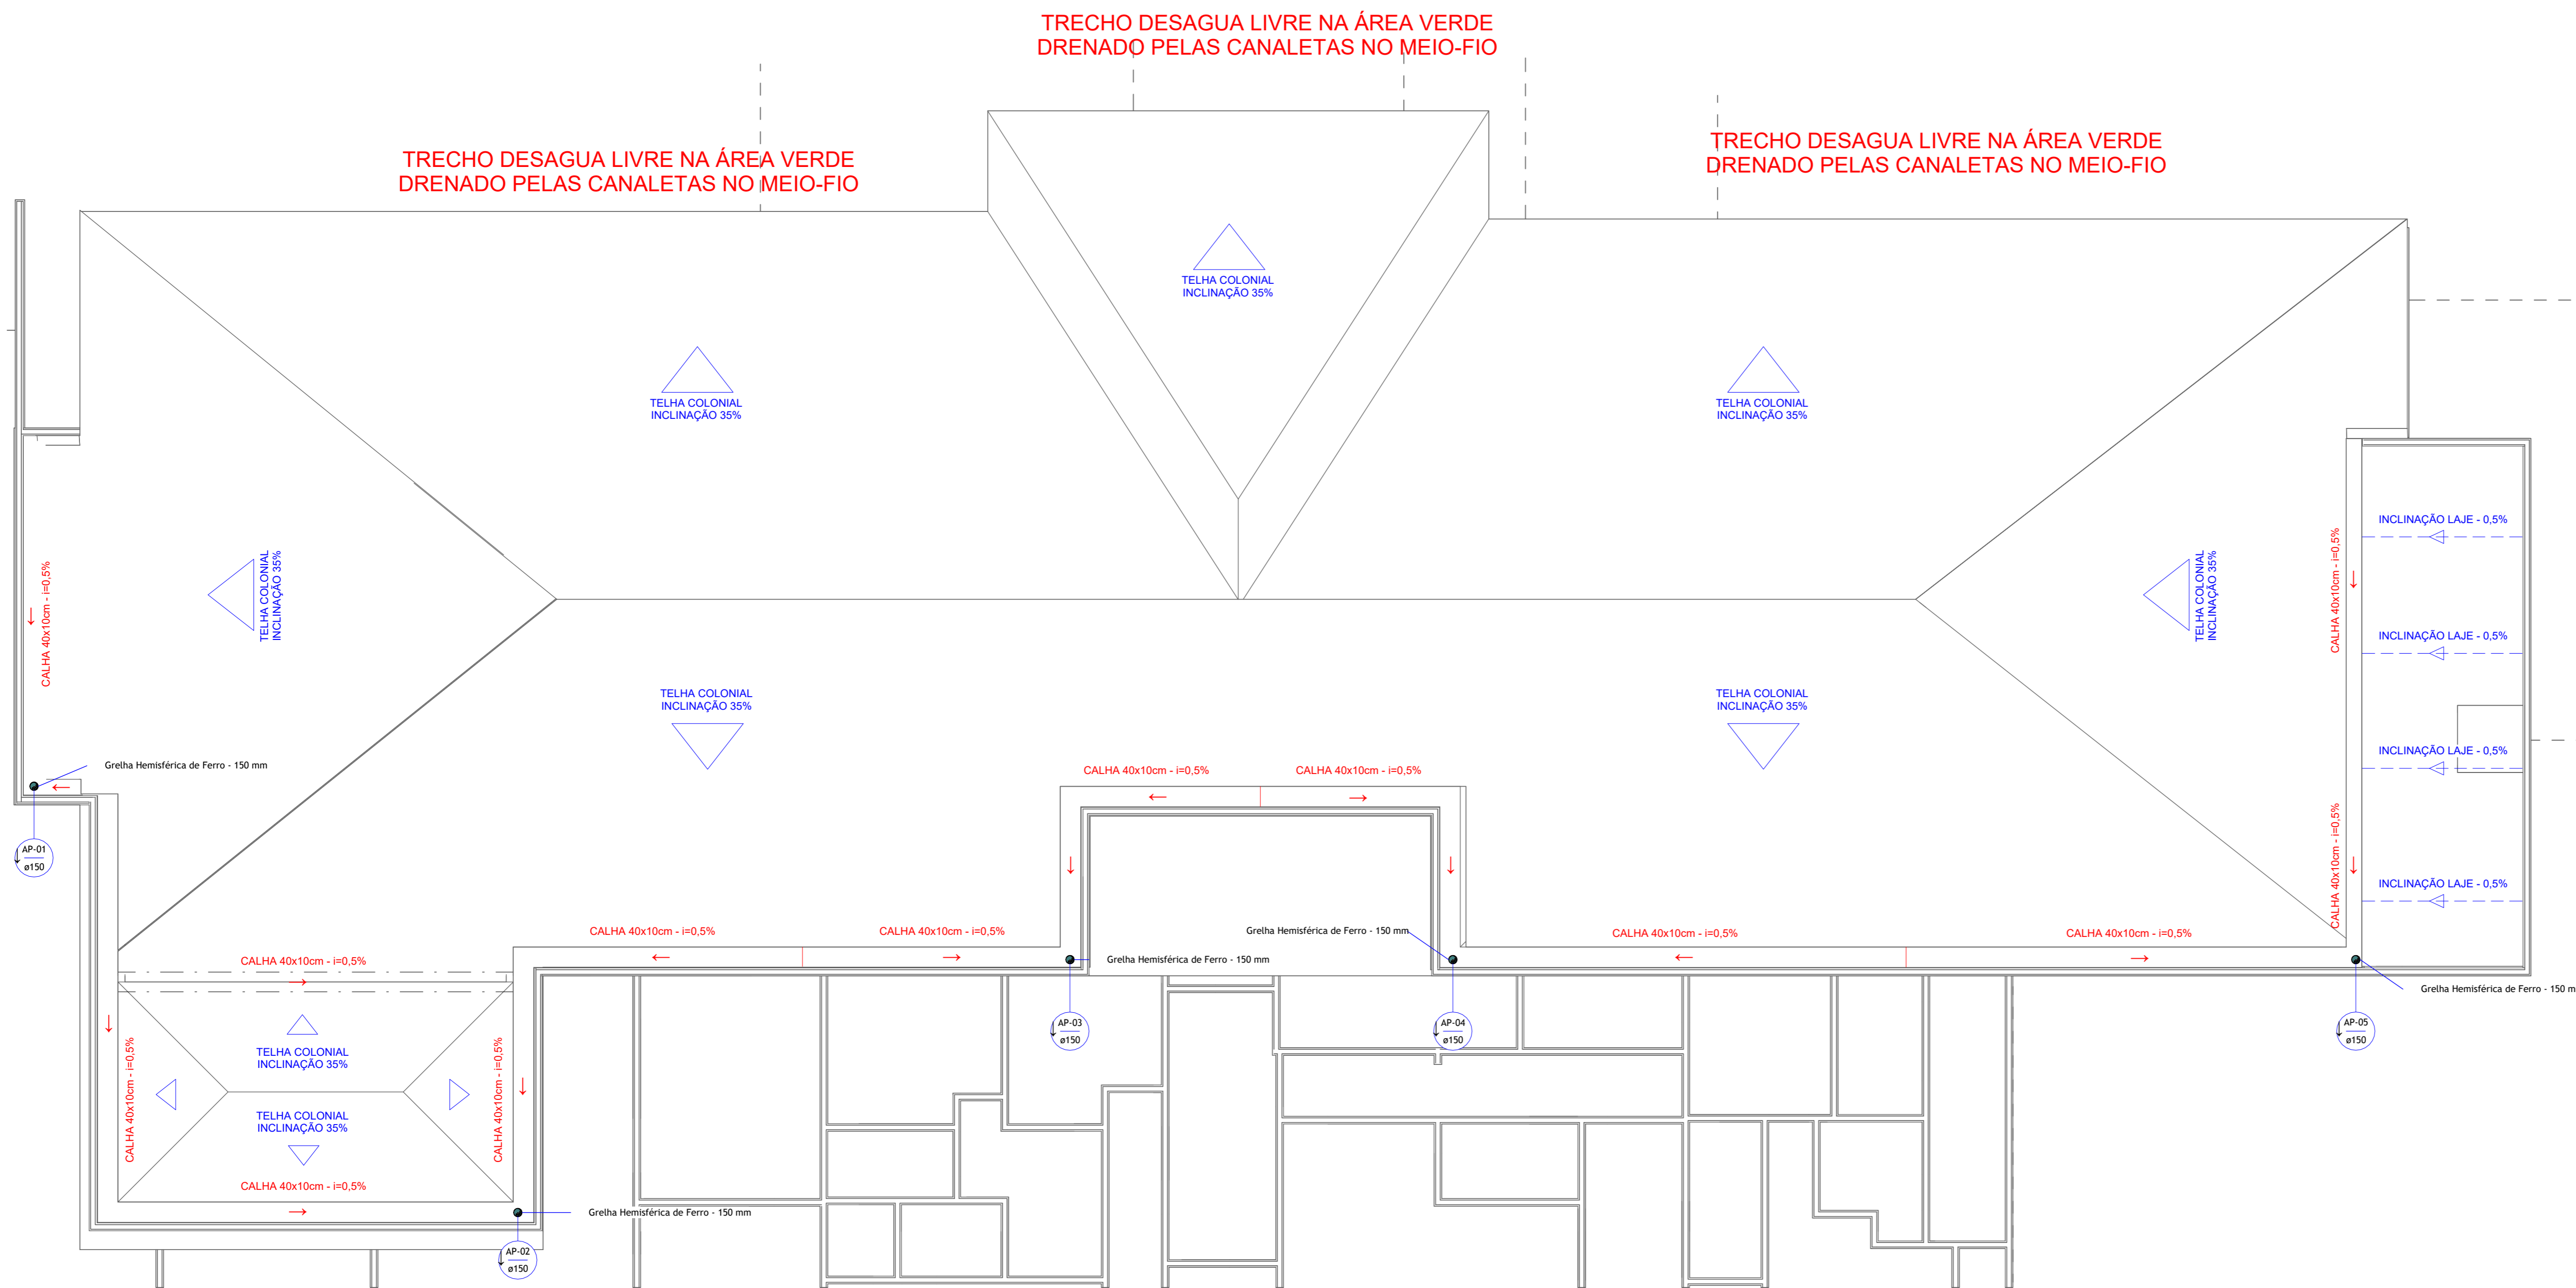 TRECHO DESAGUA LIVRE NA ÁREA VERDE
DRENADO PELAS CANALETAS NO MEIO-FIO
TRECHO DESAGUA LIVRE NA ÁREA VERDE
DRENADO PELAS CANALETAS NO MEIO-FIO
TRECHO DESAGUA LIVRE NA ÁREA VERDE
DRENADO PELAS CANALETAS NO MEIO-FIO
TELHA COLONIAL
INCLINAÇÃO 35%
TELHA COLONIAL
INCLINAÇÃO 35%
TELHA COLONIAL
INCLINAÇÃO 35%
INCLINAÇÃO LAJE - 0,5%
CALHA 40x10cm - i=0,5%
TELHA COLONIAL
INCLINAÇÃO 35%
TELHA COLONIAL
INCLINAÇÃO 35%
CALHA 40x10cm - i=0,5%
INCLINAÇÃO LAJE - 0,5%
TELHA COLONIAL
INCLINAÇÃO 35%
TELHA COLONIAL
INCLINAÇÃO 35%
INCLINAÇÃO LAJE - 0,5%
Grelha Hemisférica de Ferro - 150 mm
CALHA 40x10cm - i=0,5%
CALHA 40x10cm - i=0,5%
AP-01
ø150
CALHA 40x10cm - i=0,5%
INCLINAÇÃO LAJE - 0,5%
CALHA 40x10cm - i=0,5%
CALHA 40x10cm - i=0,5%
Grelha Hemisférica de Ferro - 150 mm
CALHA 40x10cm - i=0,5%
CALHA 40x10cm - i=0,5%
CALHA 40x10cm - i=0,5%
Grelha Hemisférica de Ferro - 150 mm
Grelha Hemisférica de Ferro - 150 m
AP-03
ø150
AP-04
ø150
AP-05
ø150
TELHA COLONIAL
INCLINAÇÃO 35%
CALHA 40x10cm - i=0,5%
CALHA 40x10cm - i=0,5%
TELHA COLONIAL
INCLINAÇÃO 35%
CALHA 40x10cm - i=0,5%
Grelha Hemisférica de Ferro - 150 mm
AP-02
ø150